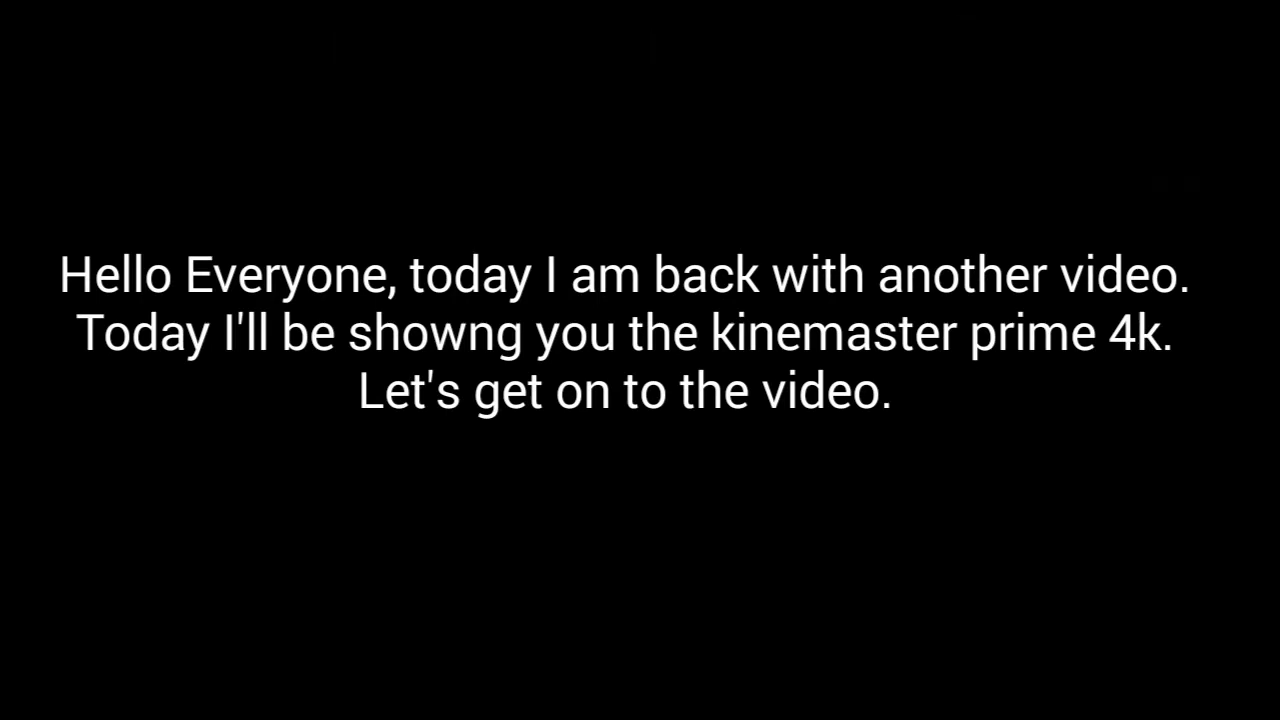 Hello Everyone, today I am back with another video.
Today I'll be showng you the kinemaster prime 4k.
Let's get on to the video.